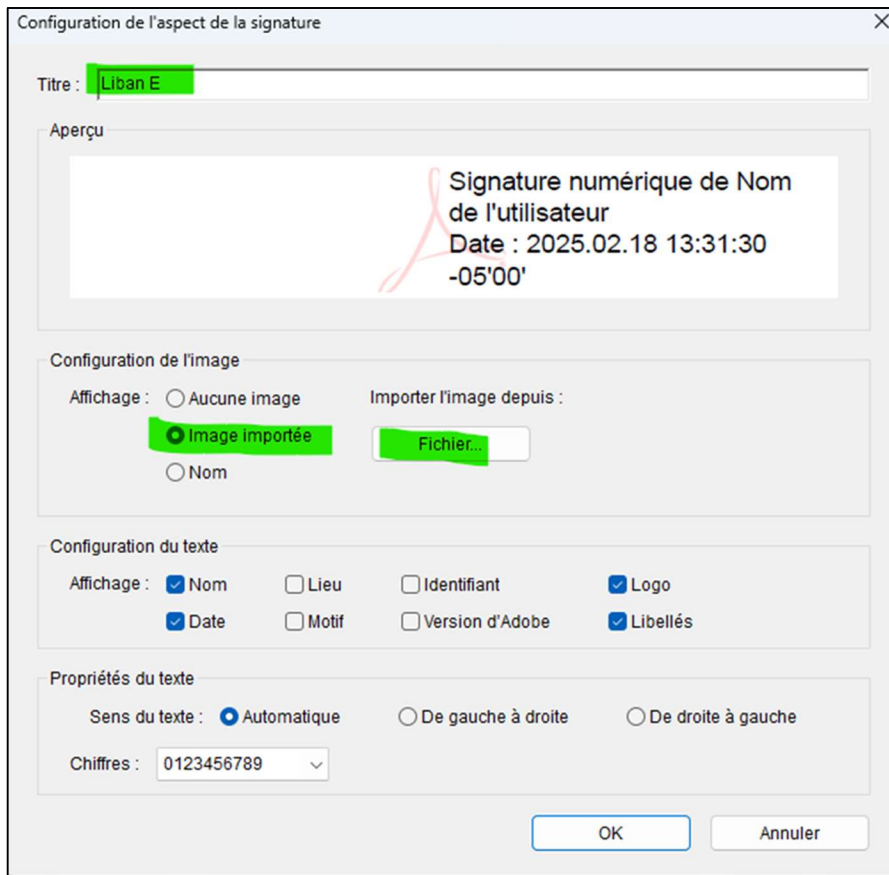 Configuration de l'aspect de la signature
Titre : Liban E
Aperçu
Signature numérique de Nom
de l'utilisateur
Date : 2025.02.18 13:31:30
-05'00'
Configuration de l'image
Affichage : Aucune image Importer l'image depuis :
Image importée Fichier...
Nom
Configuration du texte
Affichage : Nom Lieu Identifiant Logo
Date Motif Version d'Adobe Libellés
Propriétés du texte
Sens du texte : Automatique De gauche à droite De droite à gauche
Chiffres : 0123456789
OK Annuler